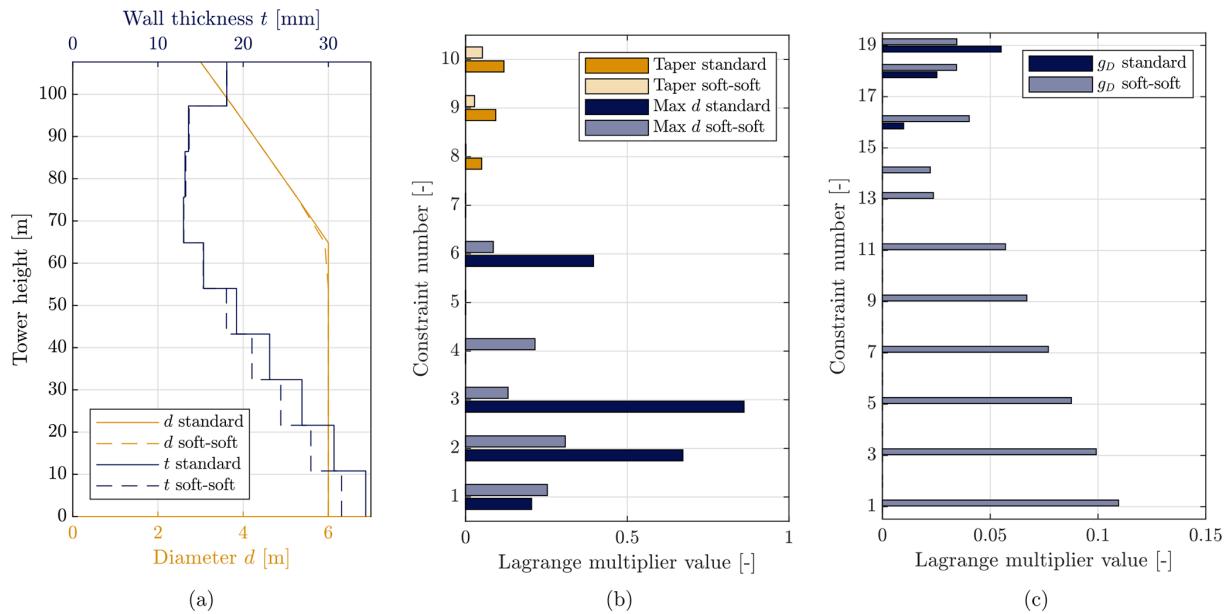 Wall thickness t [mm]
0 10 20 30
Tower height [m]
100
90
80
70
60
50
40
30
20
10
0
d standard
d soft-soft
t standard
t soft-soft
0 2 4 6
Diameter d [m]
(a)
Constraint number [-]
10
9
8
7
6
5
4
3
2
1
Taper standard
Taper soft-soft
Max d standard
Max d soft-soft
0 0.5 1
Lagrange multiplier value [-]
(b)
Constraint number [-]
19
17
15
13
11
9
7
5
3
1
g_D standard
g_D soft-soft
0 0.05 0.1 0.15
Lagrange multiplier value [-]
(c)